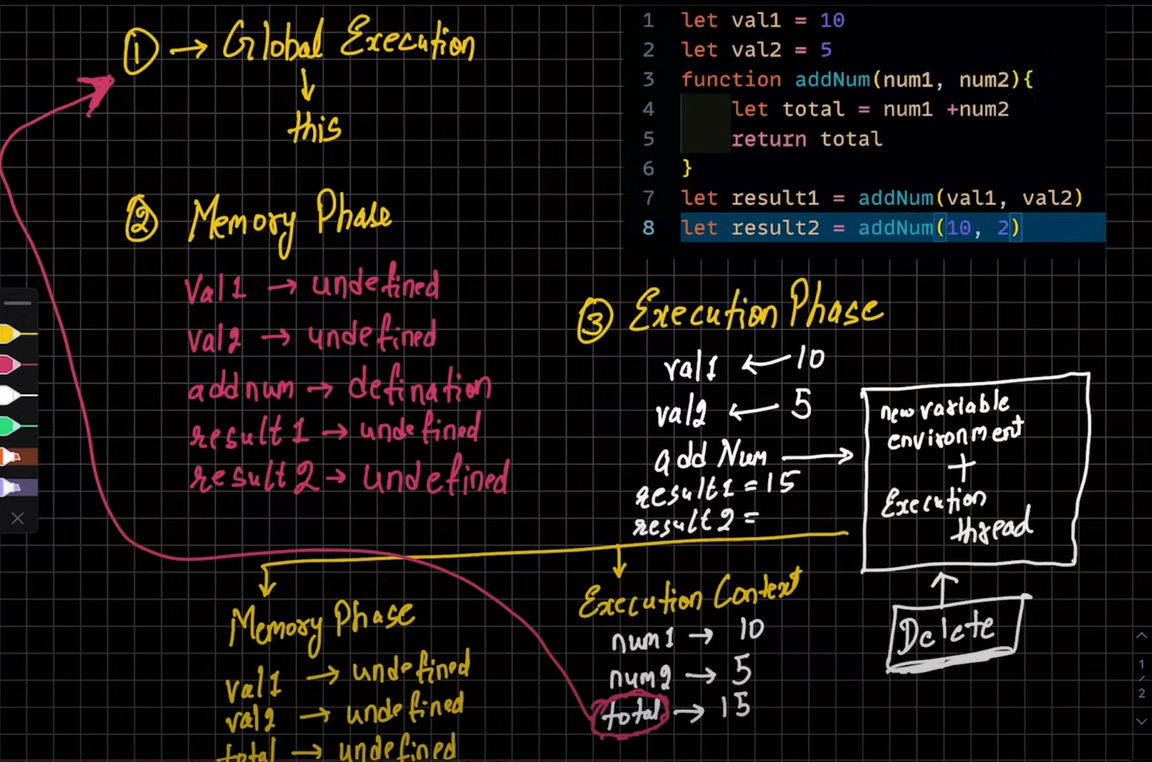 ① → Global Execution
↓
this
② Memory Phase
val1 → undefined
val2 → undefined
addnum → defination
result1 → undefined
result2 → undefined
1 let val1 = 10
2 let val2 = 5
3 function addNum(num1, num2){
4 let total = num1 +num2
5 return total
6 }
7 let result1 = addNum(val1, val2)
8 let result2 = addNum(10, 2)
③ Execution Phase
val1 ← 10
val2 ← 5
add Num →
result1 = 15
result2 =
new variable
environment
+
Execution
thread
Delete
Memory Phase
val1 → undefined
val2 → undefined
total → undefined
Execution Context
num1 → 10
num2 → 5
total → 15
1
/
2